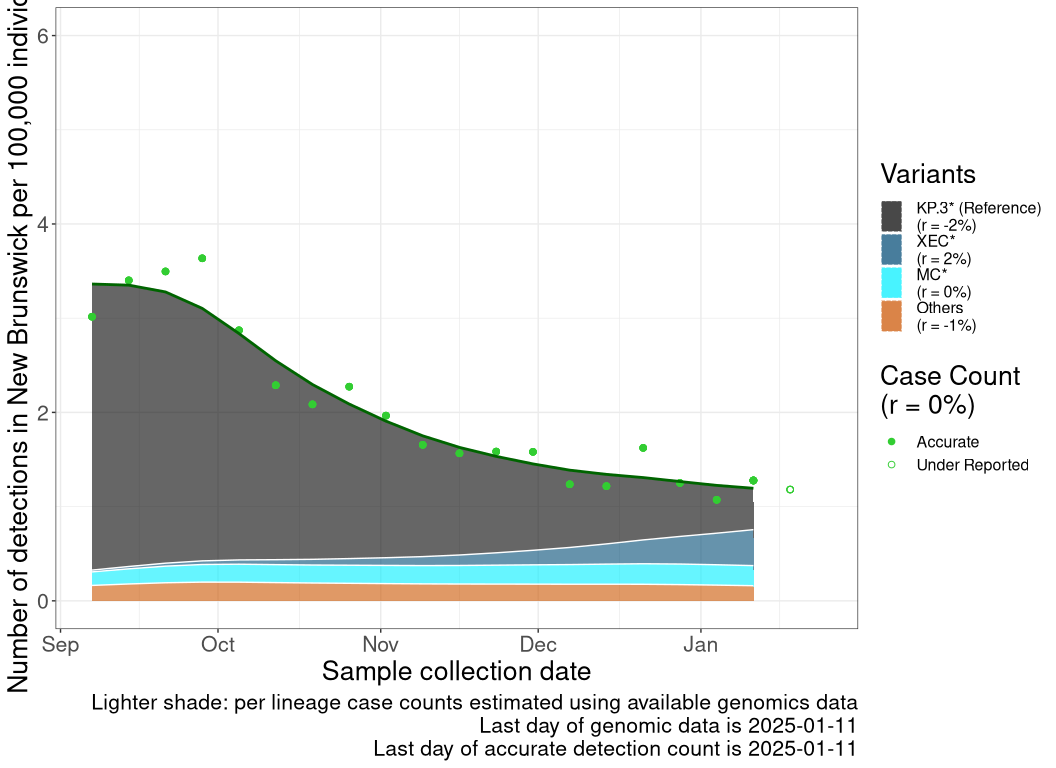 Number of detections in New Brunswick per 100,000
6
4
2
0
Sep Oct Nov Dec Jan
Sample collection date
Lighter shade: per lineage case counts estimated using available genomics data
Last day of genomic data is 2025-01-11
Last day of accurate detection count is 2025-01-11
Variants
KP.3* (Reference)
(r = -2%)
XEC*
(r = 2%)
MC*
(r = 0%)
Others
(r = -1%)
Case Count
(r = 0%)
Accurate
Under Reported